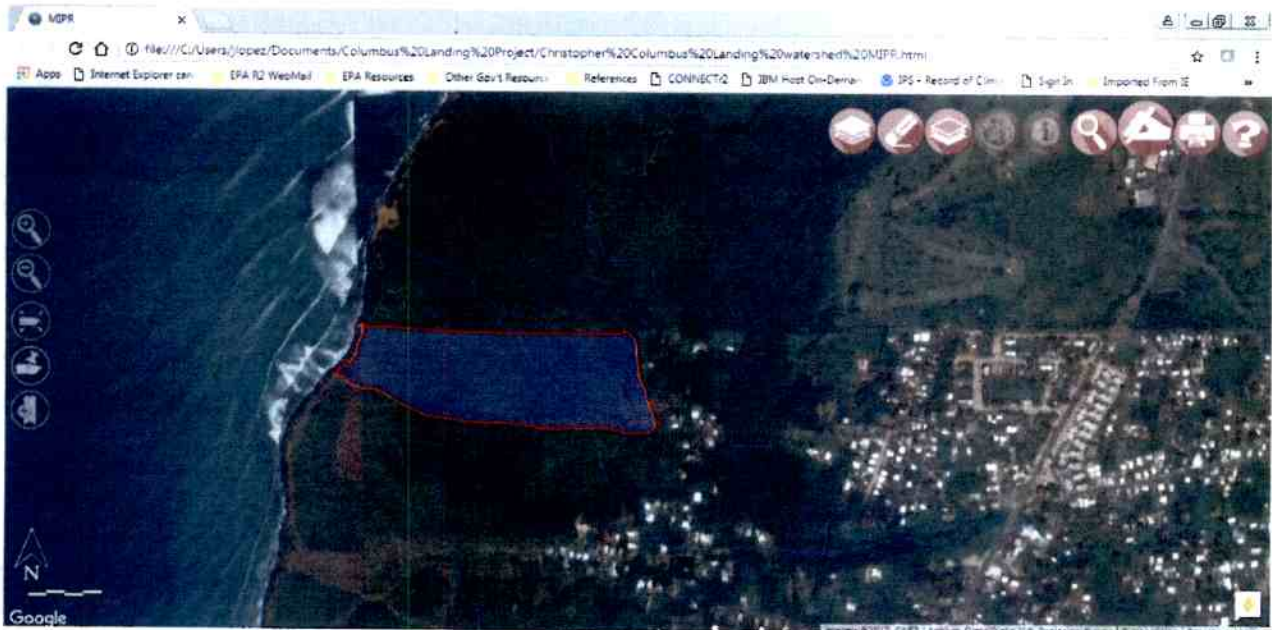 MIPR
file:///C:/Users/jlopez/Documents/Columbus%20Landing%20Project/Christopher%20Columbus%20Landing%20watershed%20MIPR.html
Apps Internet Explorer can EPA R2 WebMail EPA Resources Other Gov't Resourc References CONNECTr2 IBM Host On-Deman IPS - Record of Clim Sign In Imported From IE
N
Google